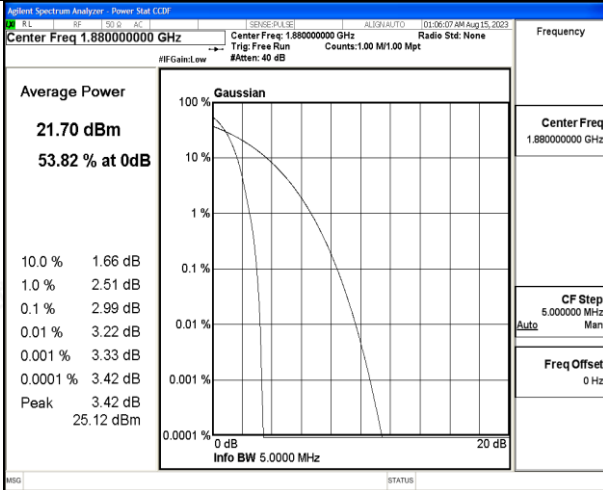 Agilent Spectrum Analyzer - Power Stat CCDF
RL RF 50 Ω AC SENSE:PULSE ALIGNAUTO 01:06:07 AM Aug 15, 2023
Center Freq 1.880000000 GHz
Center Freq: 1.880000000 GHz Radio Std: None
Trig: Free Run Counts:1.00 M/1.00 Mpt
#IFGain:Low #Atten: 40 dB
Frequency
Average Power
21.70 dBm
53.82 % at 0dB
10.0 % 1.66 dB
1.0 % 2.51 dB
0.1 % 2.99 dB
0.01 % 3.22 dB
0.001 % 3.33 dB
0.0001 % 3.42 dB
Peak 3.42 dB
25.12 dBm
Gaussian
100 %
10 %
1 %
0.1 %
0.01 %
0.001 %
0.0001 %
0 dB 20 dB
Info BW 5.0000 MHz
Center Freq
1.880000000 GHz
CF Step
5.000000 MHz
Auto Man
Freq Offset
0 Hz
MSG STATUS